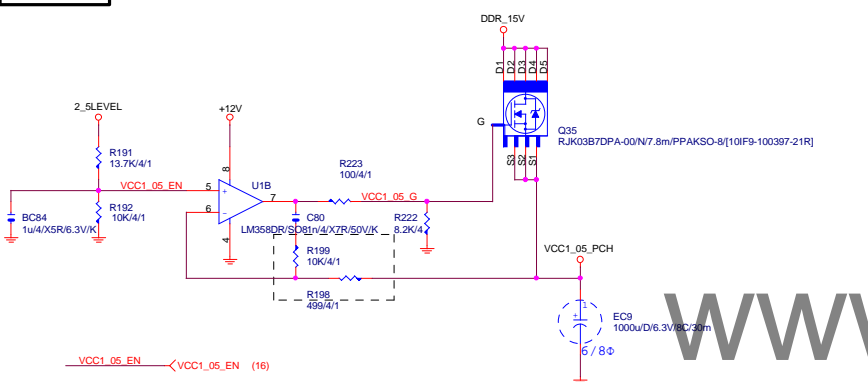 DDR_15V
D1
D2
D3
D4
D5
G
Q35
RJK03B7DPA-00/N/7.8m/PPAKSO-8/[10IF9-100397-21R]
S3
S2
S1
2_5LEVEL
+12V
R191
13.7K/4/1
VCC1_05_EN
5
+
8
U1B
7
R223
100/4/1
VCC1_05_G
6
-
4
BC84
1u/4/X5R/6.3V/K
R192
10K/4/1
C80
LM358DR/SO8
1n/4/X7R/50V/K
R222
8.2K/4
R199
10K/4/1
R198
499/4/1
VCC1_05_PCH
1
+
EC9
1000u/D/6.3V/8C/30m
6/8Φ
VCC1_05_EN
VCC1_05_EN (16)
WWW